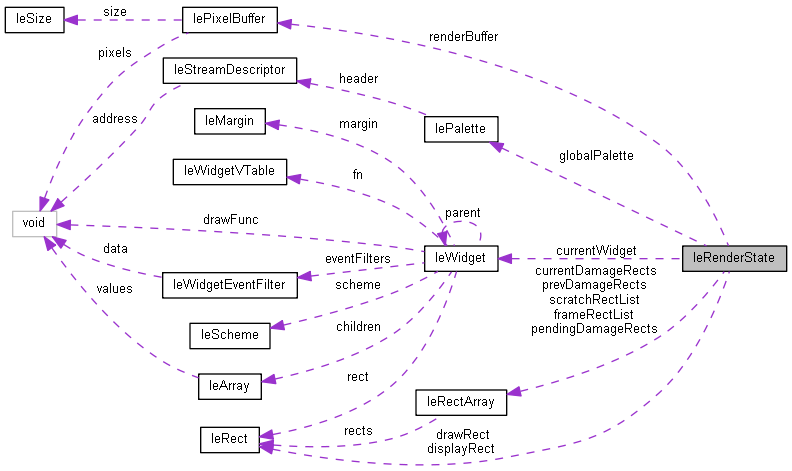 leSize
size
lePixelBuffer
renderBuffer
pixels
leStreamDescriptor
header
address
leMargin
margin
lePalette
globalPalette
leWidgetVTable
fn
void
drawFunc
parent
data
eventFilters
leWidget
currentWidget
leRenderState
leWidgetEventFilter
scheme
currentDamageRects
prevDamageRects
scratchRectList
frameRectList
pendingDamageRects
values
leScheme
children
leArray
rect
leRectArray
leRect
rects
drawRect
displayRect